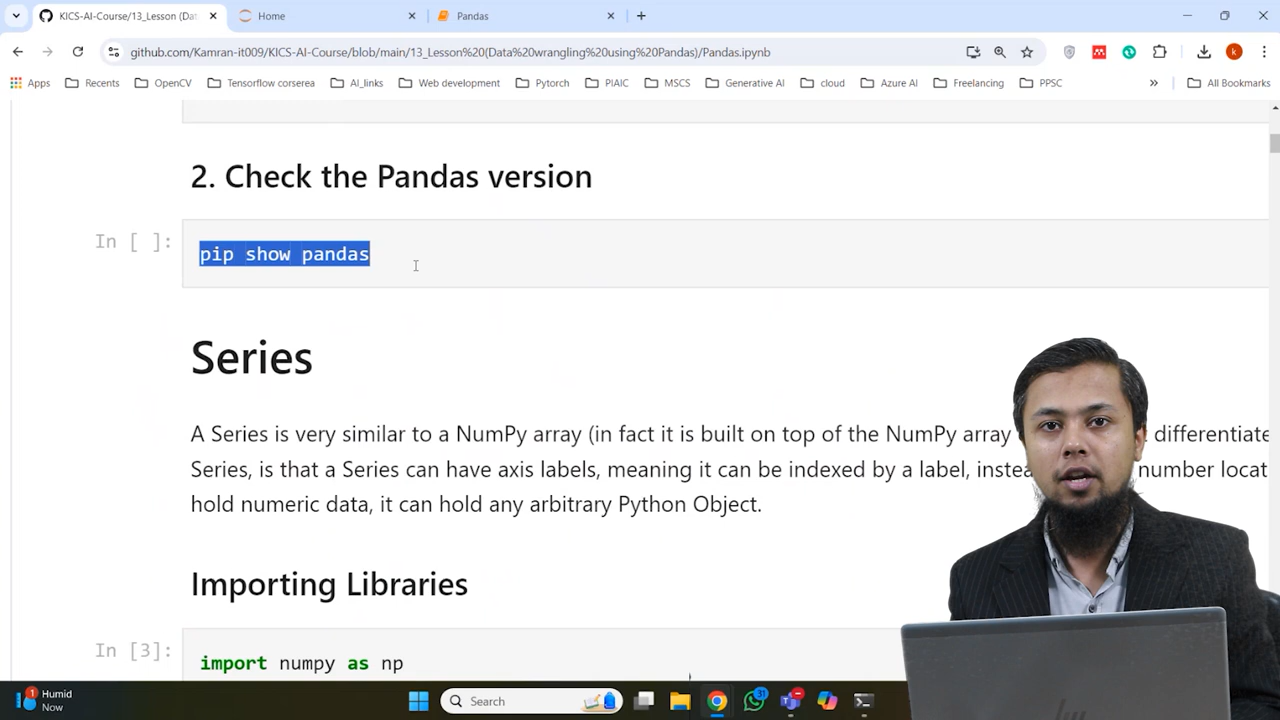 KICS-AI-Course/13_Lesson (Dat
Home
Pandas
github.com/Kamran-it009/KICS-AI-Course/blob/main/13_Lesson%20(Data%20wrangling%20using%20Pandas)/Pandas.ipynb
k
Apps
Recents
OpenCV
Tensorflow corserea
AI_links
Web development
Pytorch
PIAIC
MSCS
Generative AI
cloud
Azure AI
Freelancing
PPSC
»
All Bookmarks
2. Check the Pandas version
In [ ]:
pip show pandas
Series
A Series is very similar to a NumPy array (in fact it is built on top of the NumPy array differentiate
Series, is that a Series can have axis labels, meaning it can be indexed by a label, instea number locat
hold numeric data, it can hold any arbitrary Python Object.
Importing Libraries
In [3]:
import numpy as np
1
Humid
Now
Search
31
hp